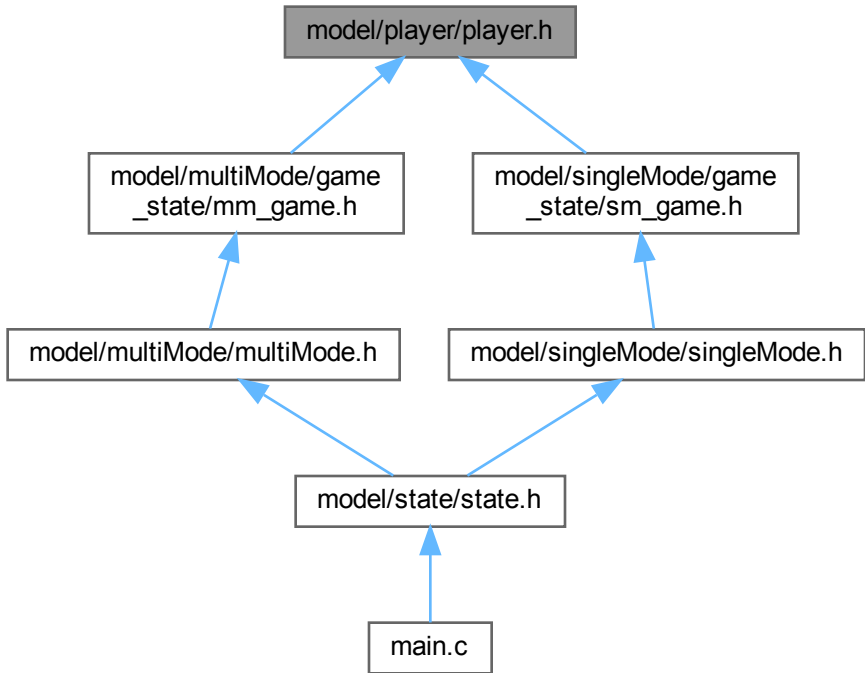 model/player/player.h
model/multiMode/game
_state/mm_game.h
model/singleMode/game
_state/sm_game.h
model/multiMode/multiMode.h
model/singleMode/singleMode.h
model/state/state.h
main.c